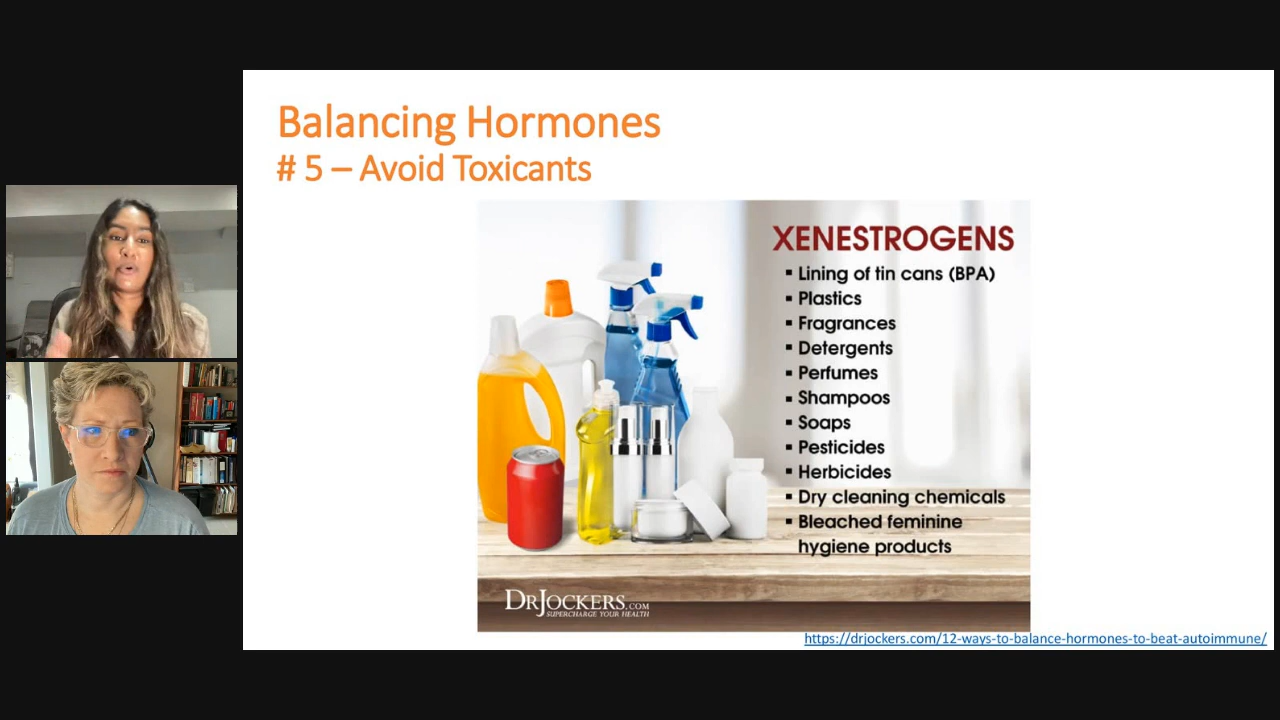 Balancing Hormones
# 5 – Avoid Toxicants
XENESTROGENS
▪ Lining of tin cans (BPA)
▪ Plastics
▪ Fragrances
▪ Detergents
▪ Perfumes
▪ Shampoos
▪ Soaps
▪ Pesticides
▪ Herbicides
▪ Dry cleaning chemicals
▪ Bleached feminine
hygiene products
DRJOCKERS.COM
SUPERCHARGE YOUR HEALTH
https://drjockers.com/12-ways-to-balance-hormones-to-beat-autoimmune/